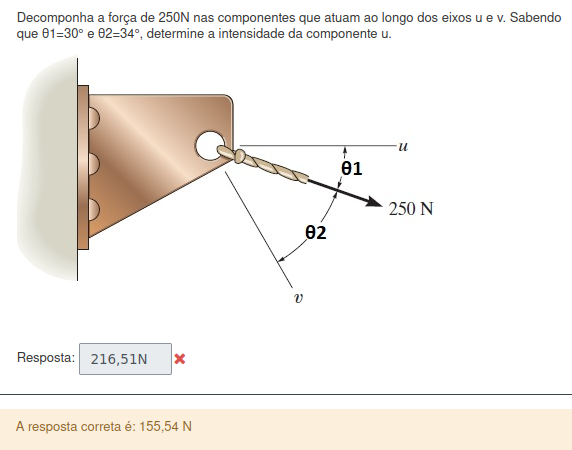 Decomponha a força de 250N nas componentes que atuam ao longo dos eixos u e v. Sabendo
que θ1=30° e θ2=34°, determine a intensidade da componente u.
u
θ1
250 N
θ2
v
Resposta: 216,51N
A resposta correta é: 155,54 N